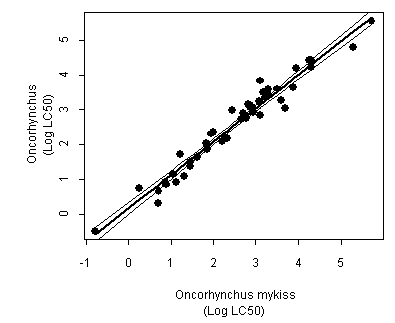 5
4
3
2
1
0
Oncorhynchus
(Log LC50)
-1 0 1 2 3 4 5
Oncorhynchus mykiss
(Log LC50)